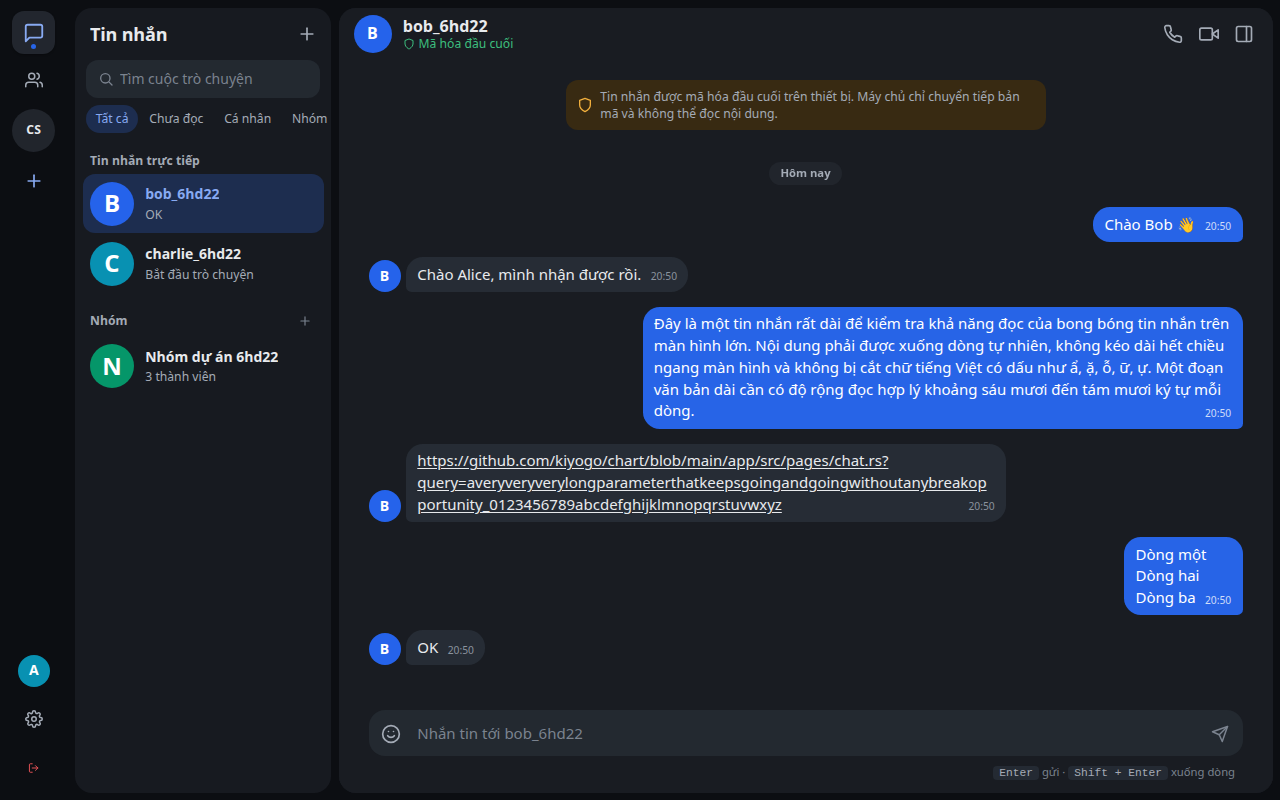 CS
A
Tin nhắn
Tìm cuộc trò chuyện
Tất cả
Chưa đọc
Cá nhân
Nhóm
Tin nhắn trực tiếp
B
bob_6hd22
OK
C
charlie_6hd22
Bắt đầu trò chuyện
Nhóm
N
Nhóm dự án 6hd22
3 thành viên
B
bob_6hd22
Mã hóa đầu cuối
Tin nhắn được mã hóa đầu cuối trên thiết bị. Máy chủ chỉ chuyển tiếp bản
mã và không thể đọc nội dung.
Hôm nay
Chào Bob 👋 20:50
B
Chào Alice, mình nhận được rồi. 20:50
Đây là một tin nhắn rất dài để kiểm tra khả năng đọc của bong bóng tin nhắn trên
màn hình lớn. Nội dung phải được xuống dòng tự nhiên, không kéo dài hết chiều
ngang màn hình và không bị cắt chữ tiếng Việt có dấu như ẩ, ặ, ỗ, ữ, ự. Một đoạn
văn bản dài cần có độ rộng đọc hợp lý khoảng sáu mươi đến tám mươi ký tự mỗi
dòng. 20:50
https://github.com/kiyogo/chart/blob/main/app/src/pages/chat.rs?
query=averyveryverylongparameterthatkeepsgoingandgoingwithoutanybreakop
B
portunity_0123456789abcdefghijklmnopqrstuvwxyz 20:50
Dòng một
Dòng hai
Dòng ba 20:50
B
OK 20:50
Nhắn tin tới bob_6hd22
Enter gửi · Shift + Enter xuống dòng